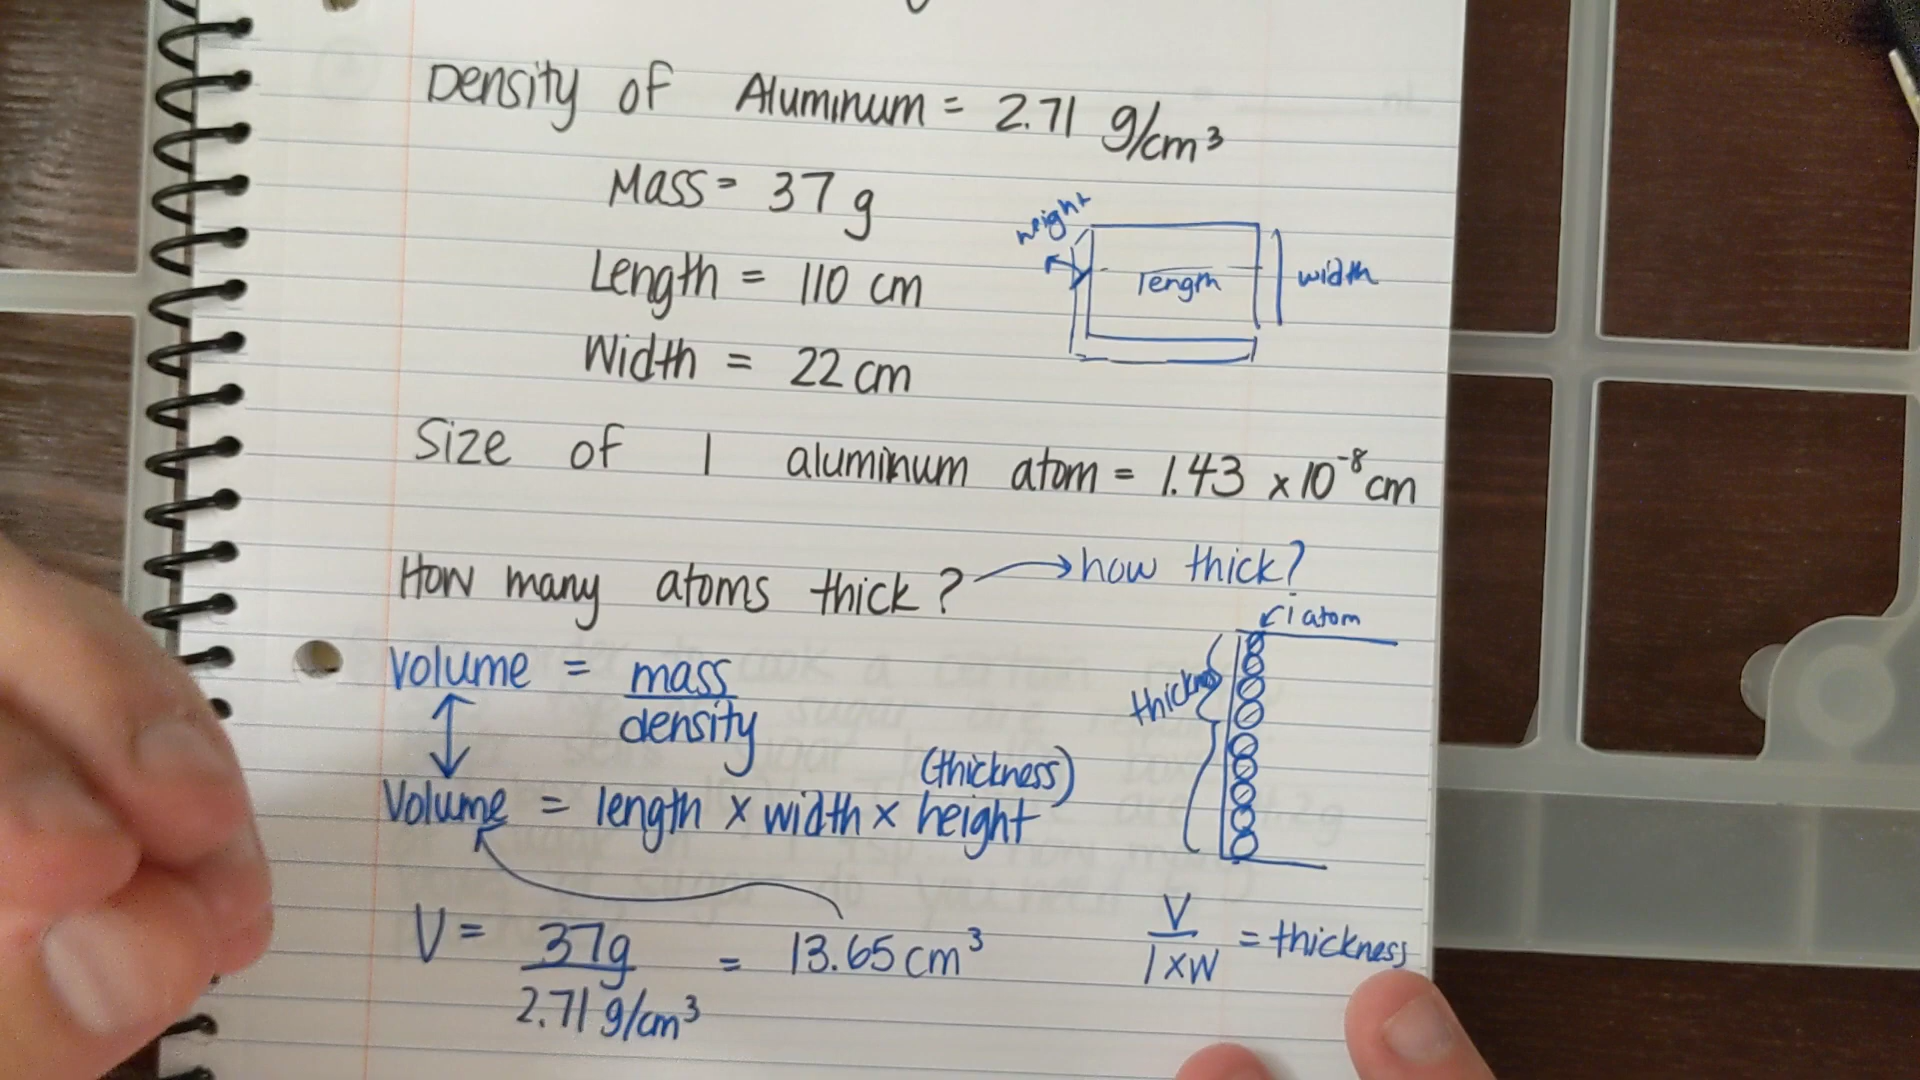 Density of Aluminum = 2.71 g/cm³
Mass = 37 g
Length = 110 cm
Width = 22 cm
height
length
width
Size of 1 aluminum atom = 1.43 x 10⁻⁸ cm
How many atoms thick? → how thick?
1 atom
thickness
volume = mass / density
(thickness)
Volume = length x width x height
V = 37g / 2.71 g/cm³ = 13.65 cm³
V / l x w = thickness